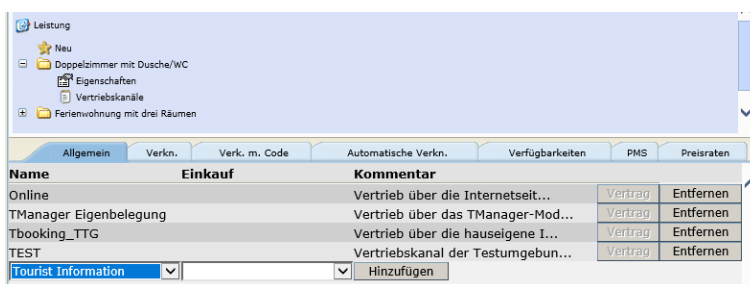 Leistung
Neu
Doppelzimmer mit Dusche/WC
Eigenschaften
Vertriebskanäle
Ferienwohnung mit drei Räumen
Allgemein Verkn. Verk. m. Code Automatische Verkn. Verfügbarkeiten PMS Preisraten
Name Einkauf Kommentar
Online Vertrieb über die Internetseit... Vertrag Entfernen
TManager Eigenbelegung Vertrieb über das TManager-Mod... Vertrag Entfernen
Tbooking_TTG Vertrieb über die hauseigene I... Vertrag Entfernen
TEST Vertriebskanal der Testumgebun... Vertrag Entfernen
Tourist Information Hinzufügen